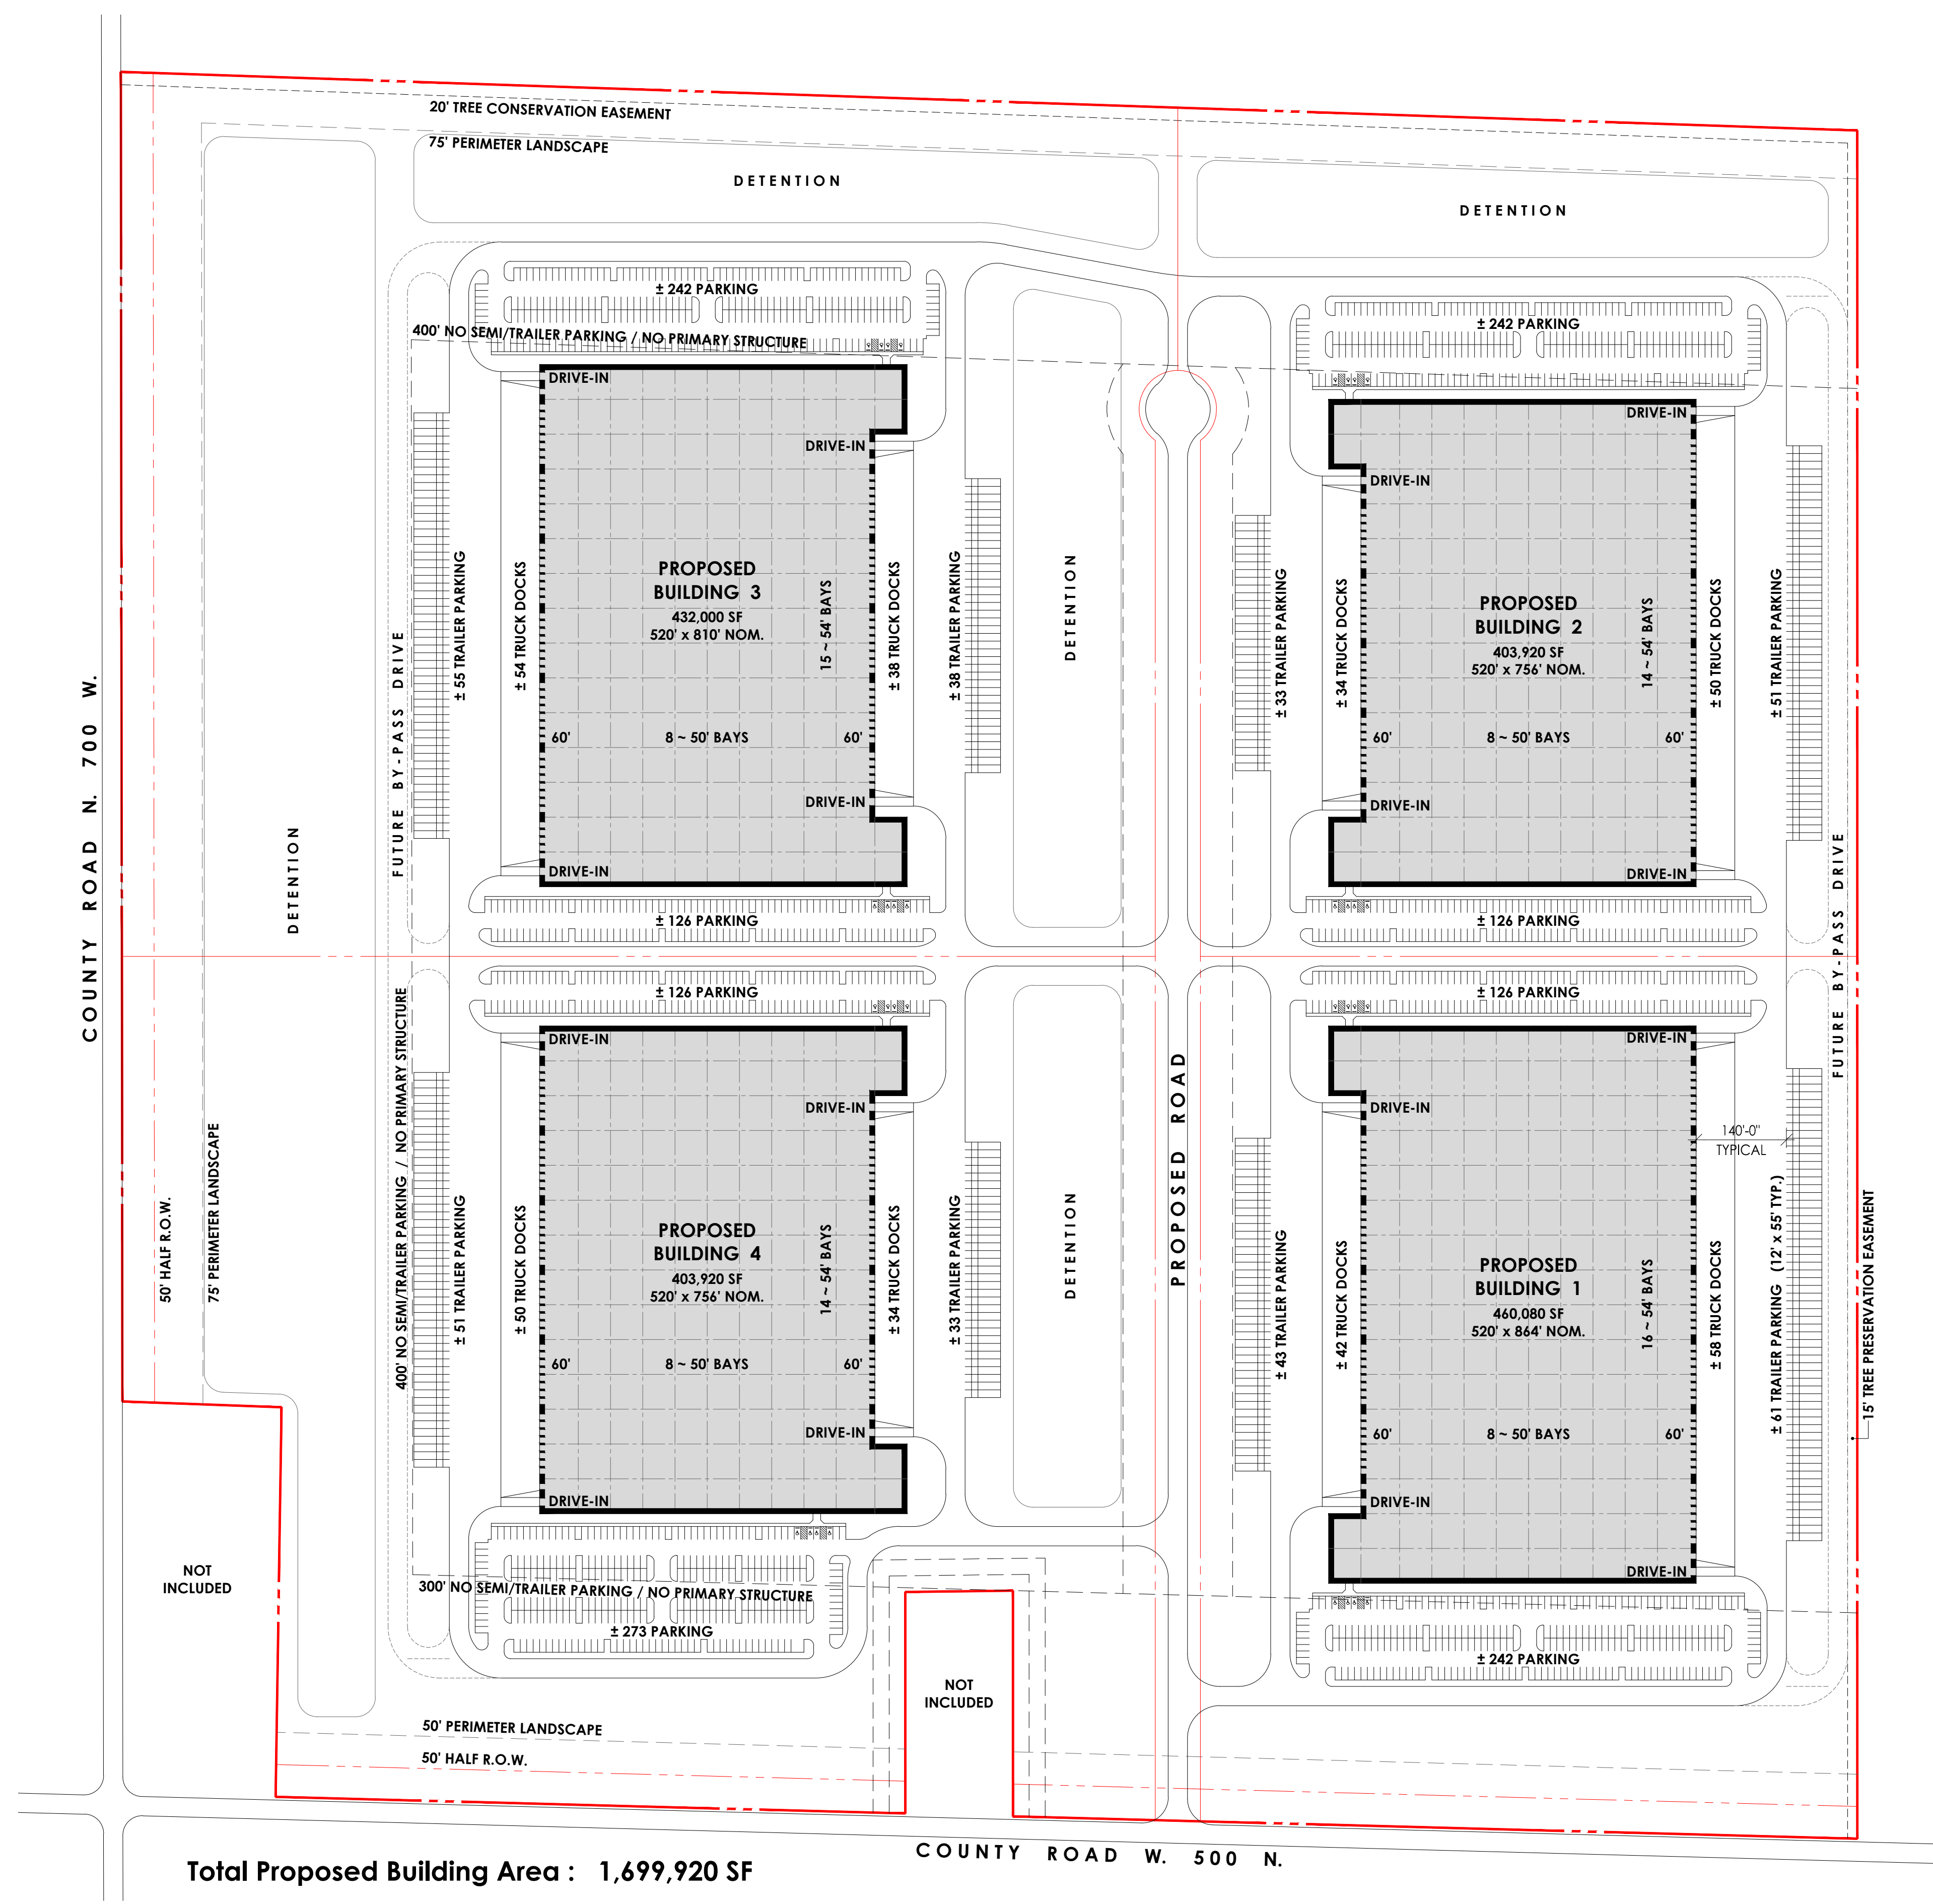 20' TREE CONSERVATION EASEMENT
75' PERIMETER LANDSCAPE
DETENTION
DETENTION
± 242 PARKING
400' NO SEMI/TRAILER PARKING / NO PRIMARY STRUCTURE
± 242 PARKING
DRIVE-IN
DRIVE-IN
DRIVE-IN
DRIVE-IN
PROPOSED
BUILDING 3
432,000 SF
520' x 810' NOM.
15 ~ 54' BAYS
60'
8 ~ 50' BAYS
60'
DRIVE-IN
DRIVE-IN
± 55 TRAILER PARKING
± 54 TRUCK DOCKS
± 38 TRUCK DOCKS
± 38 TRAILER PARKING
DETENTION
± 33 TRAILER PARKING
± 34 TRUCK DOCKS
PROPOSED
BUILDING 2
403,920 SF
520' x 756' NOM.
14 ~ 54' BAYS
60'
8 ~ 50' BAYS
60'
DRIVE-IN
DRIVE-IN
± 50 TRUCK DOCKS
± 51 TRAILER PARKING
FUTURE BY-PASS DRIVE
COUNTY ROAD N. 700 W.
DETENTION
± 126 PARKING
± 126 PARKING
FUTURE BY-PASS DRIVE
± 126 PARKING
± 126 PARKING
400' NO SEMI/TRAILER PARKING / NO PRIMARY STRUCTURE
50' HALF R.O.W.
75' PERIMETER LANDSCAPE
DRIVE-IN
DRIVE-IN
DRIVE-IN
DRIVE-IN
± 51 TRAILER PARKING
± 50 TRUCK DOCKS
PROPOSED
BUILDING 4
403,920 SF
520' x 756' NOM.
14 ~ 54' BAYS
60'
8 ~ 50' BAYS
60'
DRIVE-IN
DRIVE-IN
± 34 TRUCK DOCKS
± 33 TRAILER PARKING
DETENTION
PROPOSED ROAD
± 43 TRAILER PARKING
± 42 TRUCK DOCKS
PROPOSED
BUILDING 1
460,080 SF
520' x 864' NOM.
16 ~ 54' BAYS
60'
8 ~ 50' BAYS
60'
DRIVE-IN
DRIVE-IN
± 58 TRUCK DOCKS
140'-0"
TYPICAL
± 61 TRAILER PARKING (12' x 55' TYP.)
15' TREE PRESERVATION EASEMENT
NOT
INCLUDED
300' NO SEMI/TRAILER PARKING / NO PRIMARY STRUCTURE
± 273 PARKING
± 242 PARKING
NOT
INCLUDED
50' PERIMETER LANDSCAPE
50' HALF R.O.W.
COUNTY ROAD W. 500 N.
Total Proposed Building Area : 1,699,920 SF